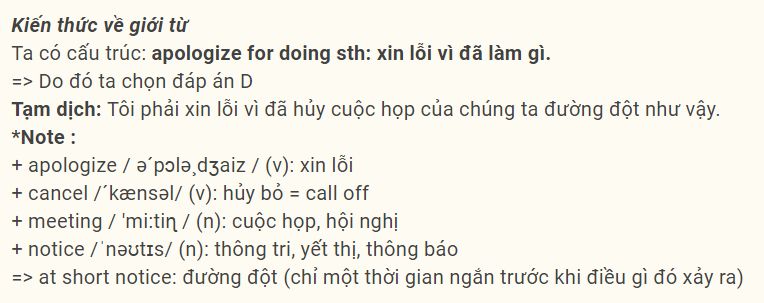 Kiến thức về giới từ
Ta có cấu trúc: apologize for doing sth: xin lỗi vì đã làm gì.
=> Do đó ta chọn đáp án D
Tạm dịch: Tôi phải xin lỗi vì đã hủy cuộc họp của chúng ta đường đột như vậy.
*Note :
+ apologize / ə´pɔlə¸dʒaiz / (v): xin lỗi
+ cancel /´kænsəl/ (v): hủy bỏ = call off
+ meeting / 'mi:tiɳ / (n): cuộc họp, hội nghị
+ notice /ˈnəʊtɪs/ (n): thông tri, yết thị, thông báo
=> at short notice: đường đột (chỉ một thời gian ngắn trước khi điều gì đó xảy ra)